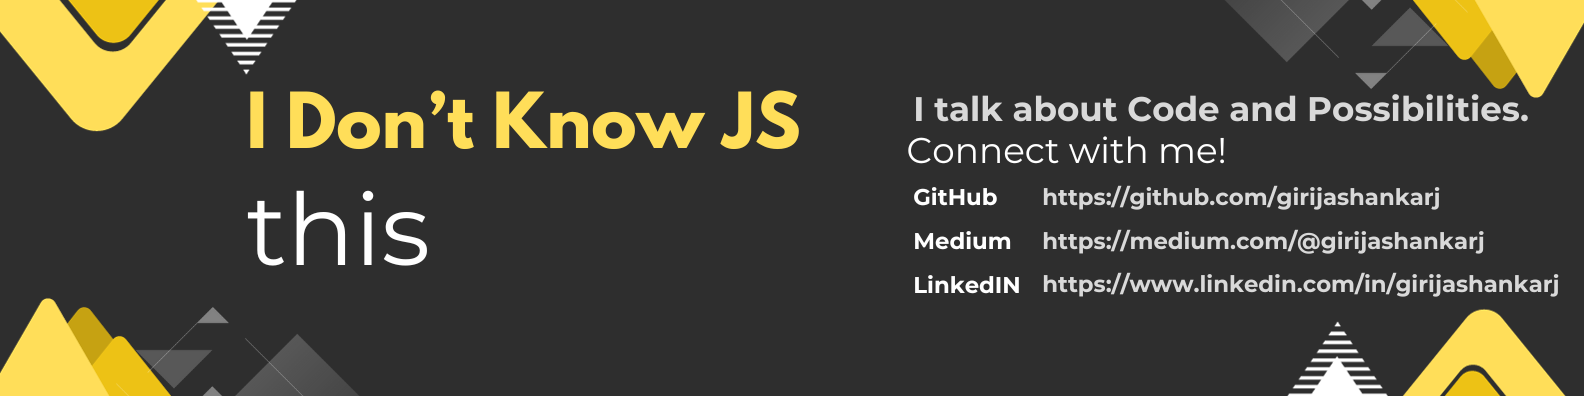 I Don’t Know JS
this
I talk about Code and Possibilities.
Connect with me!
GitHub https://github.com/girijashankarj
Medium https://medium.com/@girijashankarj
LinkedIN https://www.linkedin.com/in/girijashankarj